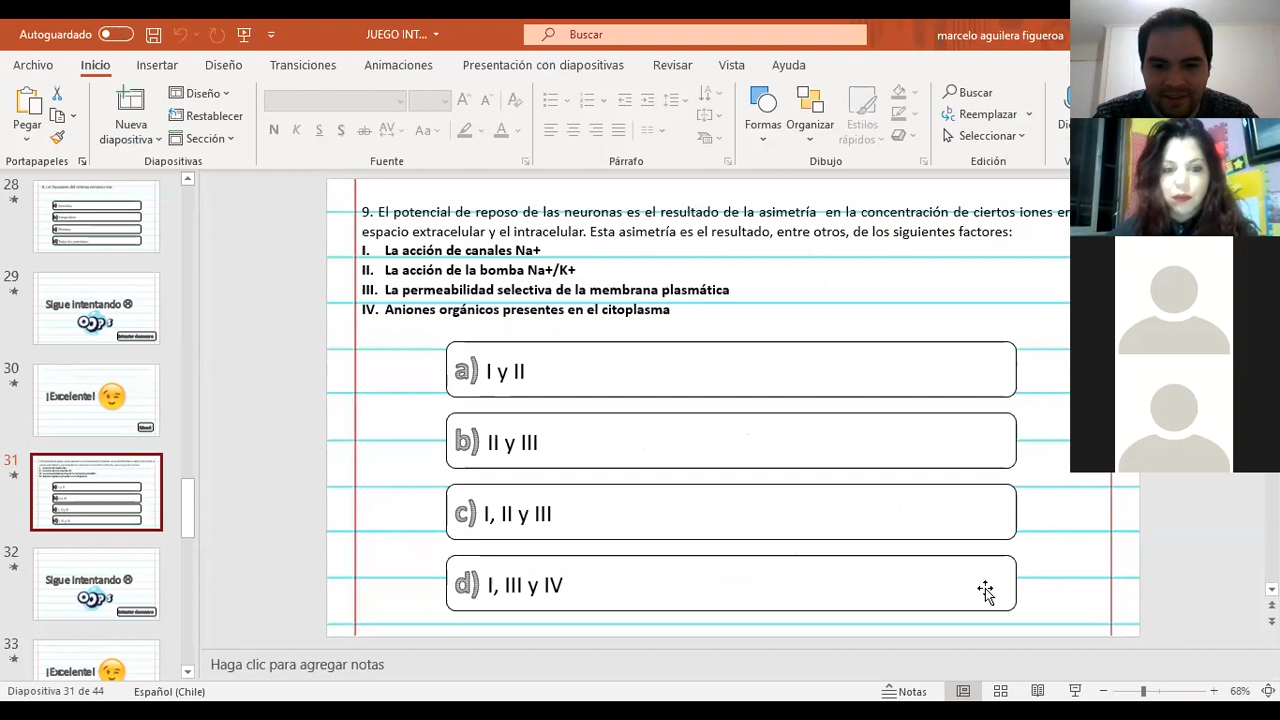 Autoguardado
JUEGO INT...
Buscar
marcelo aguilera figueroa
Archivo
Inicio
Insertar
Diseño
Transiciones
Animaciones
Presentación con diapositivas
Revisar
Vista
Ayuda
Pegar
Nueva
diapositiva
Diseño
Restablecer
Sección
N K S S ab AV Aa A
Formas
Organizar
Estilos
rápidos
Buscar
Reemplazar
Seleccionar
Portapapeles
Diapositivas
Fuente
Párrafo
Dibujo
Edición
28
29
Sigue intentando
OOPS
30
¡Excelente!
31
32
Sigue intentando
OOPS
33
¡Excelente!
9. El potencial de reposo de las neuronas es el resultado de la asimetría en la concentración de ciertos iones en
espacio extracelular y el intracelular. Esta asimetría es el resultado, entre otros, de los siguientes factores:
I. La acción de canales Na+
II. La acción de la bomba Na+/K+
III. La permeabilidad selectiva de la membrana plasmática
IV. Aniones orgánicos presentes en el citoplasma
a) I y II
b) II y III
c) I, II y III
d) I, III y IV
Haga clic para agregar notas
Diapositiva 31 de 44
Español (Chile)
Notas
68%